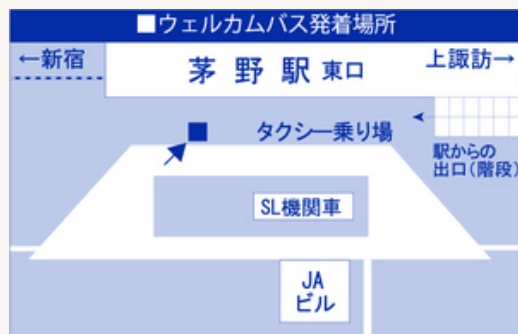 ■ウェルカムバス発着場所
←新宿
茅野駅 東口
上諏訪→
タクシー乗り場
駅からの
出口(階段)
SL機関車
JA
ビル